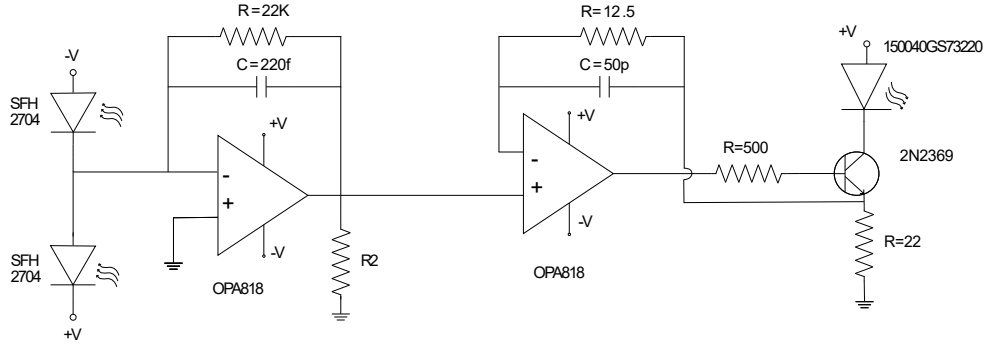 R=22K
C=220f
-V
SFH
2704
+V
-
+
-V
OPA818
R2
SFH
2704
+V
R=12.5
C=50p
+V
-
+
-V
OPA818
R=500
+V
150040GS73220
2N2369
R=22